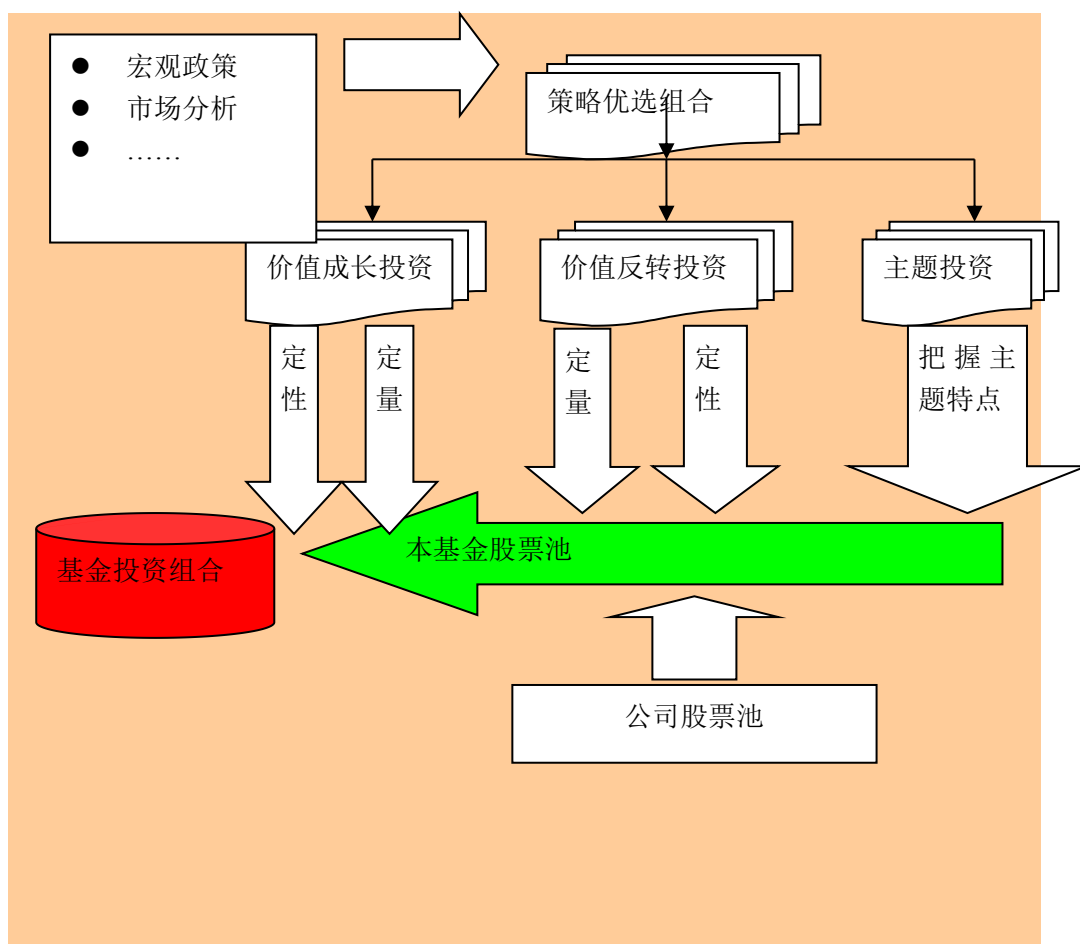 ● 宏观政策
● 市场分析
● ……
策略优选组合
价值成长投资
价值反转投资
主题投资
定
性
定
量
定
量
定
性
把握主
题特点
本基金股票池
基金投资组合
公司股票池